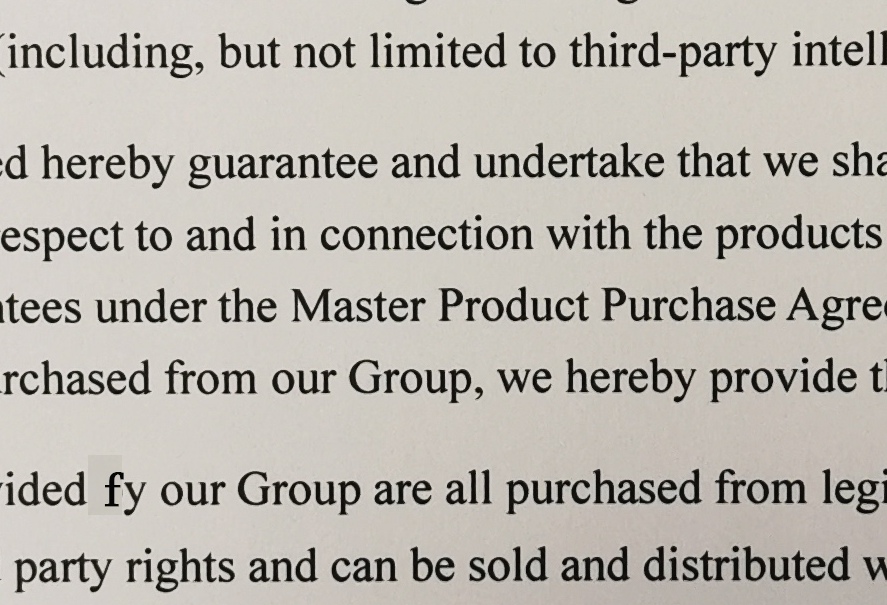 (including, but not limited to third-party intell
ed hereby guarantee and undertake that we sha
espect to and in connection with the products
ntees under the Master Product Purchase Agree
rchased from our Group, we hereby provide th
vided fy our Group are all purchased from legi
party rights and can be sold and distributed w